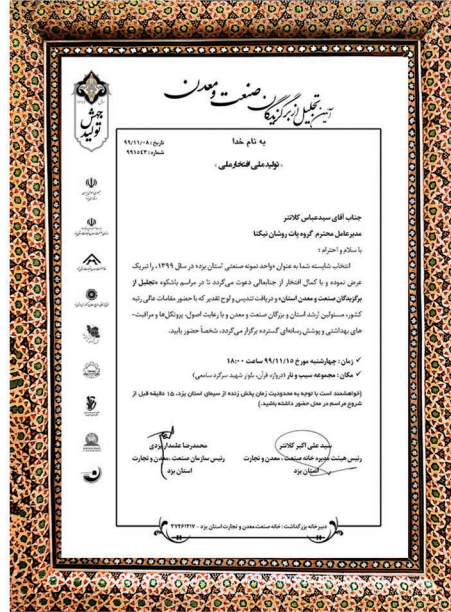 آیین تجلیل از برگزیدگان صنعت و معدن
جهش تولید
به نام خدا
تاریخ: ۹۹/۱۱/۰۸
شماره: ۹۹۱۵۴۳
«تولید ملی افتخار ملی»
جناب آقای سیدعباس کلانتر
مدیرعامل محترم گروه پات روشان نیکتا
با سلام و احترام؛
انتخاب شایسته شما به عنوان «واحد نمونه صنعتی استان یزد» در سال ۱۳۹۹، را تبریک
عرض نموده و با کمال افتخار از جنابعالی دعوت می‌گردد تا در مراسم باشکوه «تجلیل از
برگزیدگان صنعت و معدن استان» و دریافت تندیس و لوح تقدیر که با حضور مقامات عالی رتبه
کشور، مسئولین ارشد استان و بزرگان صنعت و معدن و با رعایت اصول، پروتکل‌ها و مراقبت-
های بهداشتی و پوشش رسانه‌ای گسترده برگزار می‌گردد، شخصاً حضور یابید.
✓ زمان: چهارشنبه مورخ ۹۹/۱۱/۱۵ ساعت ۱۸:۰۰
✓ مکان: مجموعه سیب و نار (دروازه قرآن، بلوار شهید سرگرد سامعی)
(خواهشمند است با توجه به محدودیت زمان پخش زنده از سیمای استان یزد، ۱۵ دقیقه قبل از
شروع مراسم در محل حضور داشته باشید.)
سید علی اکبر کلانتر
رئیس هیئت مدیره خانه صنعت، معدن و تجارت
استان یزد
محمدرضا علمدار یزدی
رئیس سازمان صنعت، معدن و تجارت
استان یزد
دبیرخانه بزرگداشت: خانه صنعت،معدن و تجارت استان یزد - ۳۷۲۶۱۲۱۷